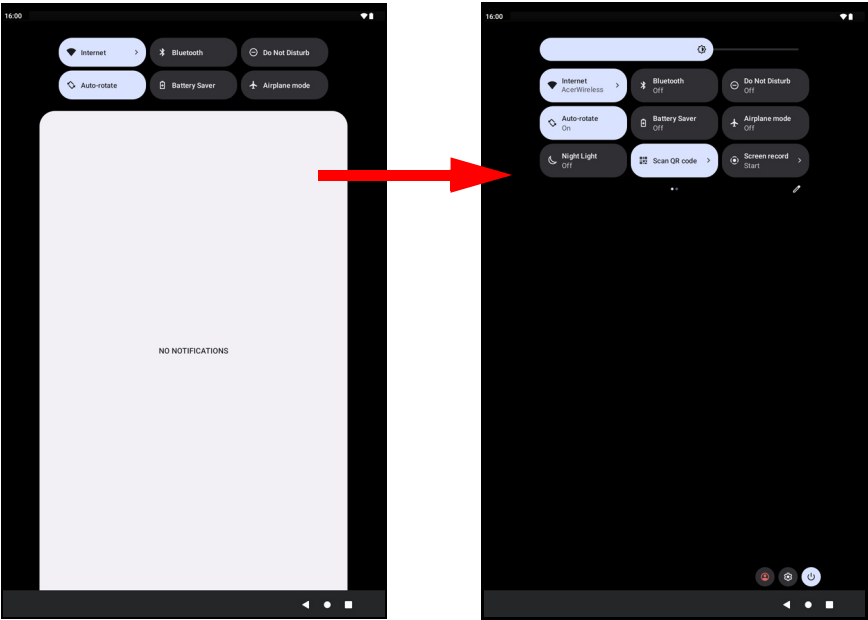 16:00
Internet
Bluetooth
Do Not Disturb
Auto-rotate
Battery Saver
Airplane mode
NO NOTIFICATIONS
16:00
Internet
AcerWireless
Bluetooth
Off
Do Not Disturb
Off
Auto-rotate
On
Battery Saver
Off
Airplane mode
Off
Night Light
Off
Scan QR code
Screen record
Start